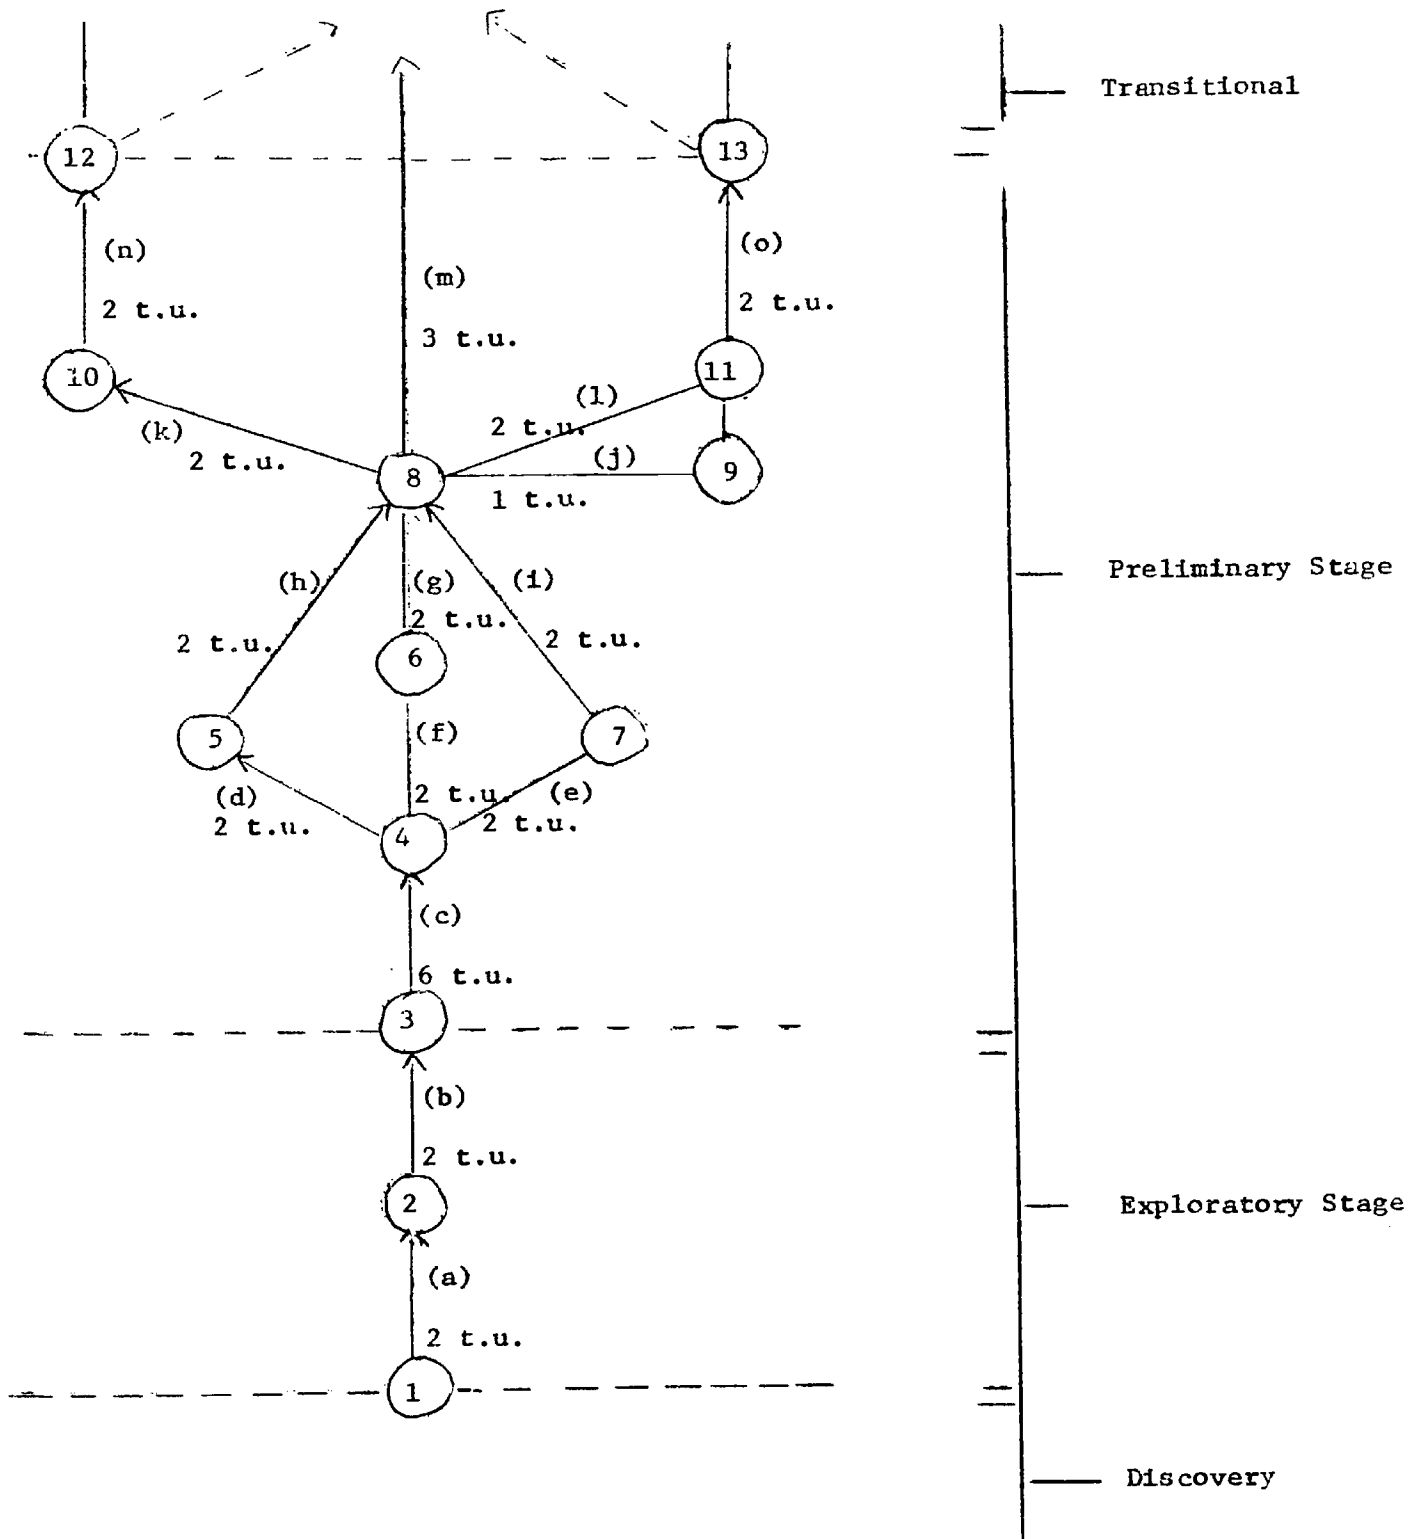 Transitional
12
13
(n)
(o)
(m)
2 t.u.
2 t.u.
3 t.u.
10
11
(l)
(k)
2 t.u.
(j)
2 t.u.
8
9
1 t.u.
Preliminary Stage
(h)
(g)
(i)
2 t.u.
2 t.u.
2 t.u.
6
5
7
(f)
(d)
2 t.u.
(e)
2 t.u.
2 t.u.
4
(c)
6 t.u.
3
(b)
2 t.u.
2
Exploratory Stage
(a)
2 t.u.
1
Discovery